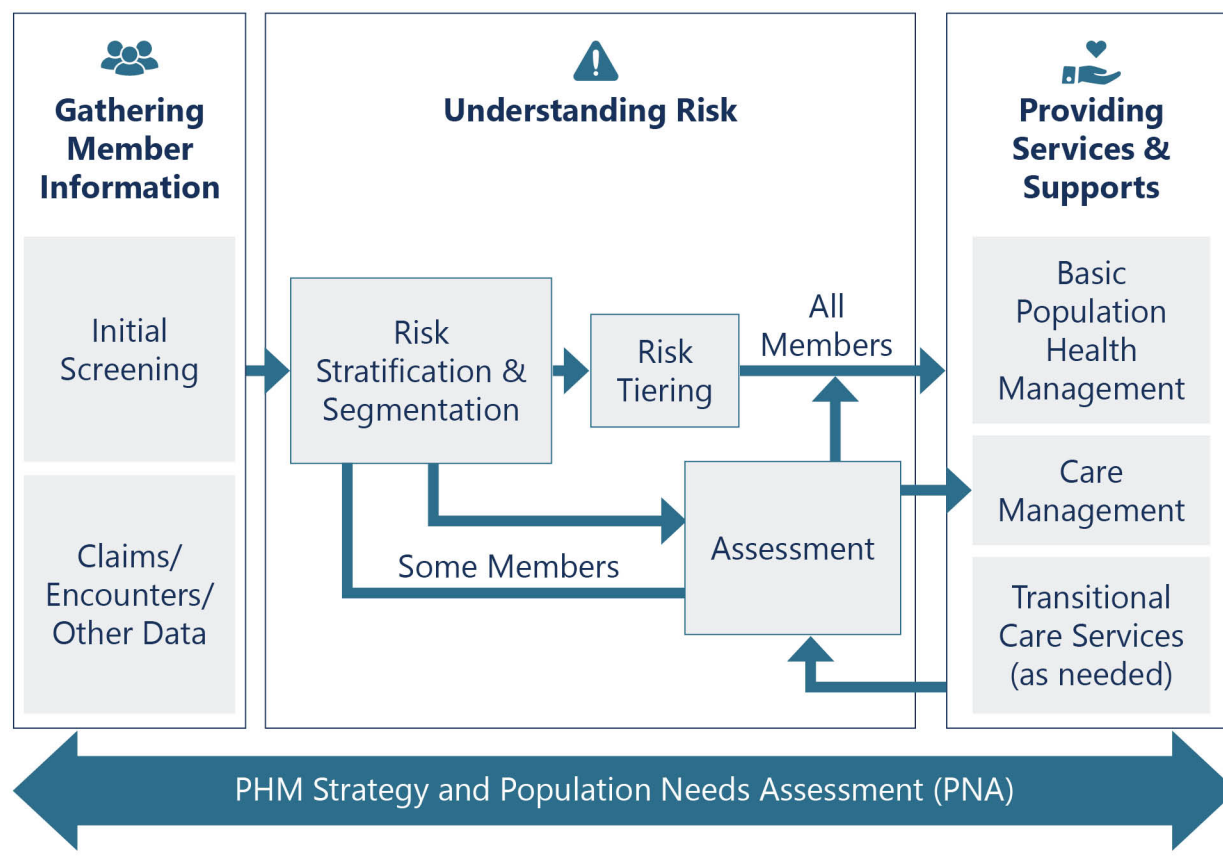 Gathering
Member
Information
Initial
Screening
Claims/
Encounters/
Other Data
Understanding Risk
Risk
Stratification &
Segmentation
Risk
Tiering
All
Members
Some Members
Assessment
Providing
Services &
Supports
Basic
Population
Health
Management
Care
Management
Transitional
Care Services
(as needed)
PHM Strategy and Population Needs Assessment (PNA)